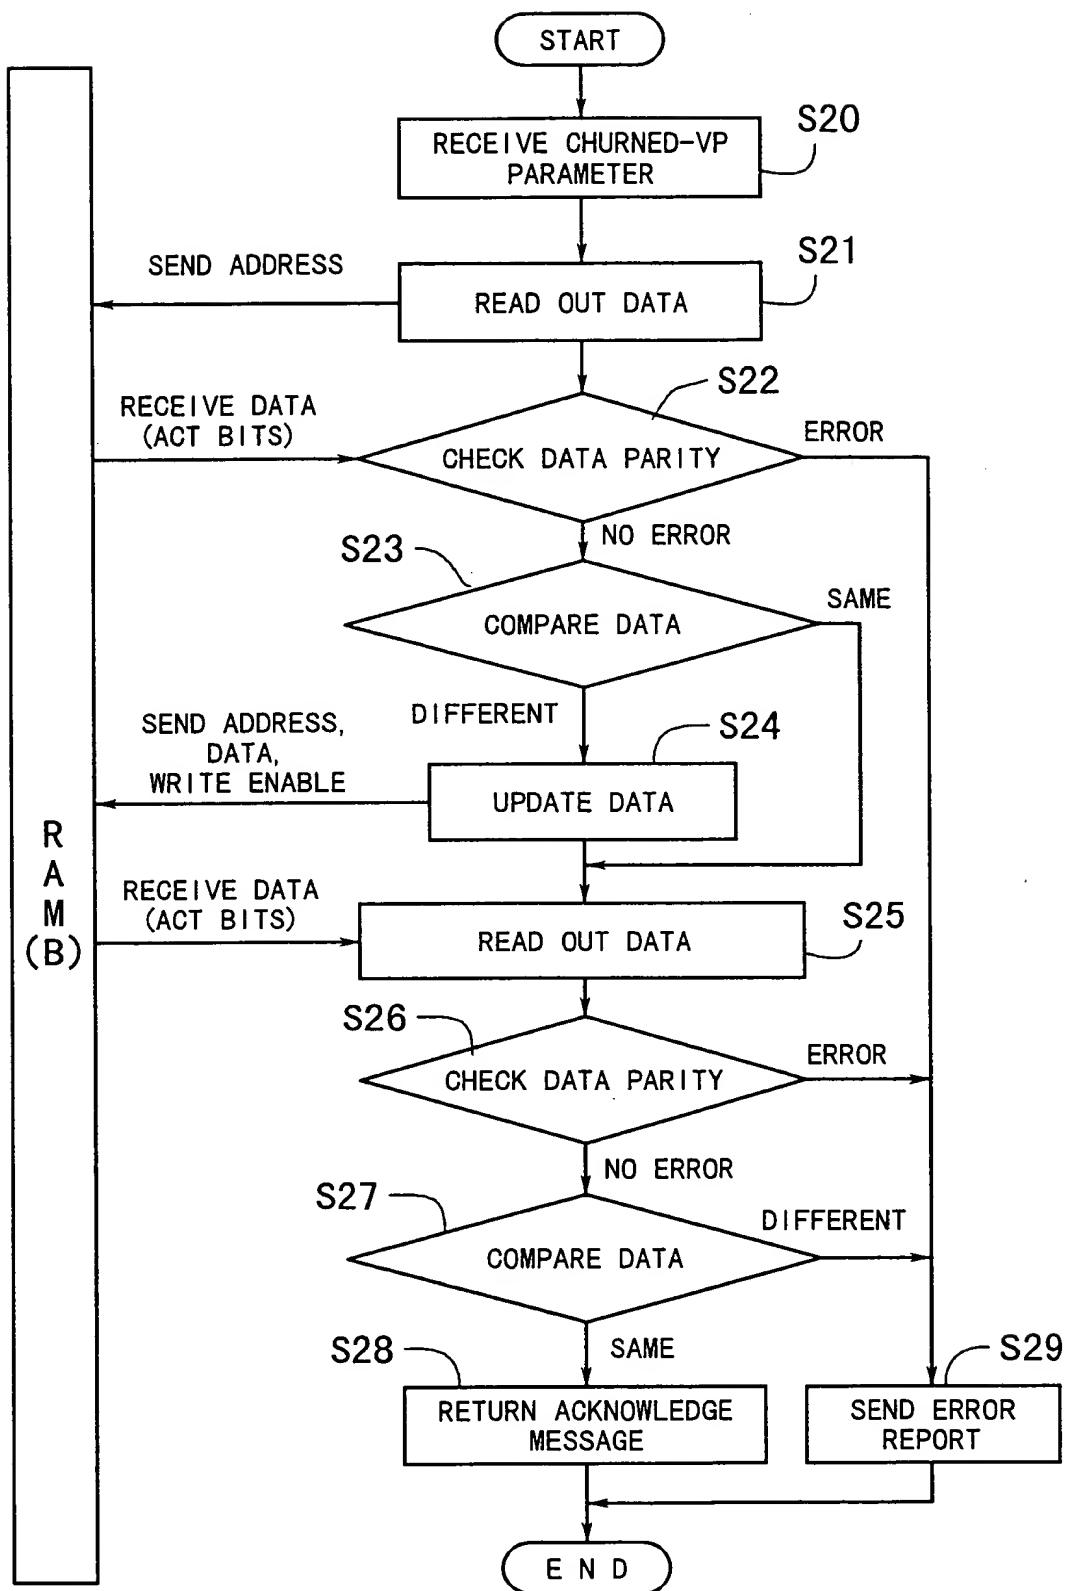 START
S20
RECEIVE CHURNED-VP
PARAMETER
S21
SEND ADDRESS
READ OUT DATA
S22
RECEIVE DATA
(ACT BITS)
ERROR
CHECK DATA PARITY
NO ERROR
S23
SAME
COMPARE DATA
DIFFERENT
S24
SEND ADDRESS,
DATA,
WRITE ENABLE
UPDATE DATA
R
A
M
(B)
RECEIVE DATA
(ACT BITS)
S25
READ OUT DATA
S26
ERROR
CHECK DATA PARITY
NO ERROR
S27
DIFFERENT
COMPARE DATA
SAME
S28
S29
RETURN ACKNOWLEDGE
MESSAGE
SEND ERROR
REPORT
END